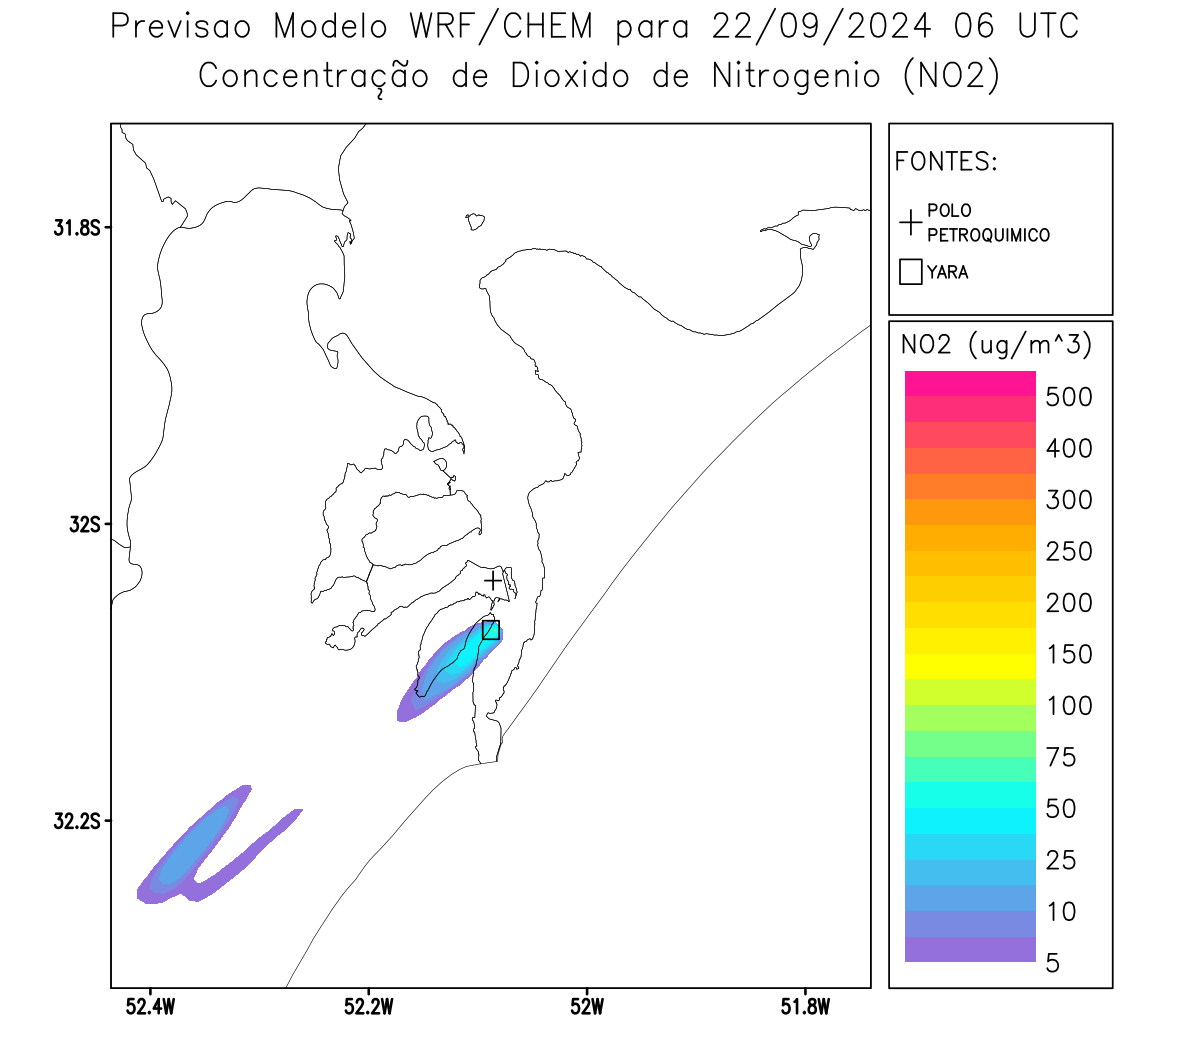 Previsao Modelo WRF/CHEM para 22/09/2024 06 UTC
Concentração de Dioxido de Nitrogenio (NO2)
FONTES:
POLO
PETROQUIMICO
YARA
NO2 (ug/m^3)
500
400
300
250
200
150
100
75
50
25
10
5
31.8S
32S
32.2S
52.4W
52.2W
52W
51.8W